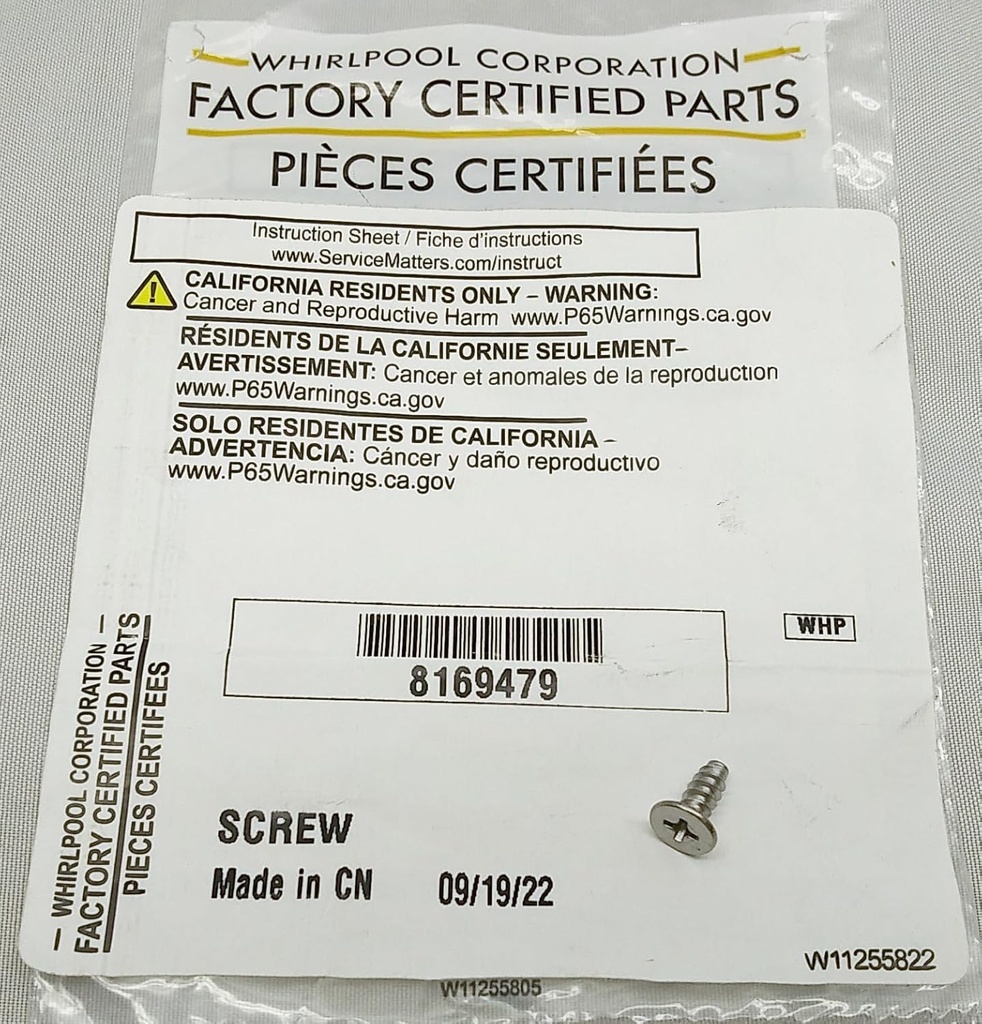 WHIRLPOOL CORPORATION
FACTORY CERTIFIED PARTS
PIÈCES CERTIFIÉES
Instruction Sheet / Fiche d'instructions
www.ServiceMatters.com/instruct
CALIFORNIA RESIDENTS ONLY – WARNING:
Cancer and Reproductive Harm www.P65Warnings.ca.gov
RÉSIDENTS DE LA CALIFORNIE SEULEMENT–
AVERTISSEMENT: Cancer et anomales de la reproduction
www.P65Warnings.ca.gov
SOLO RESIDENTES DE CALIFORNIA –
ADVERTENCIA: Cáncer y daño reproductivo
www.P65Warnings.ca.gov
8169479
WHP
– WHIRLPOOL CORPORATION –
FACTORY CERTIFIED PARTS
PIECES CERTIFEES
SCREW
Made in CN 09/19/22
W11255822
W11255805